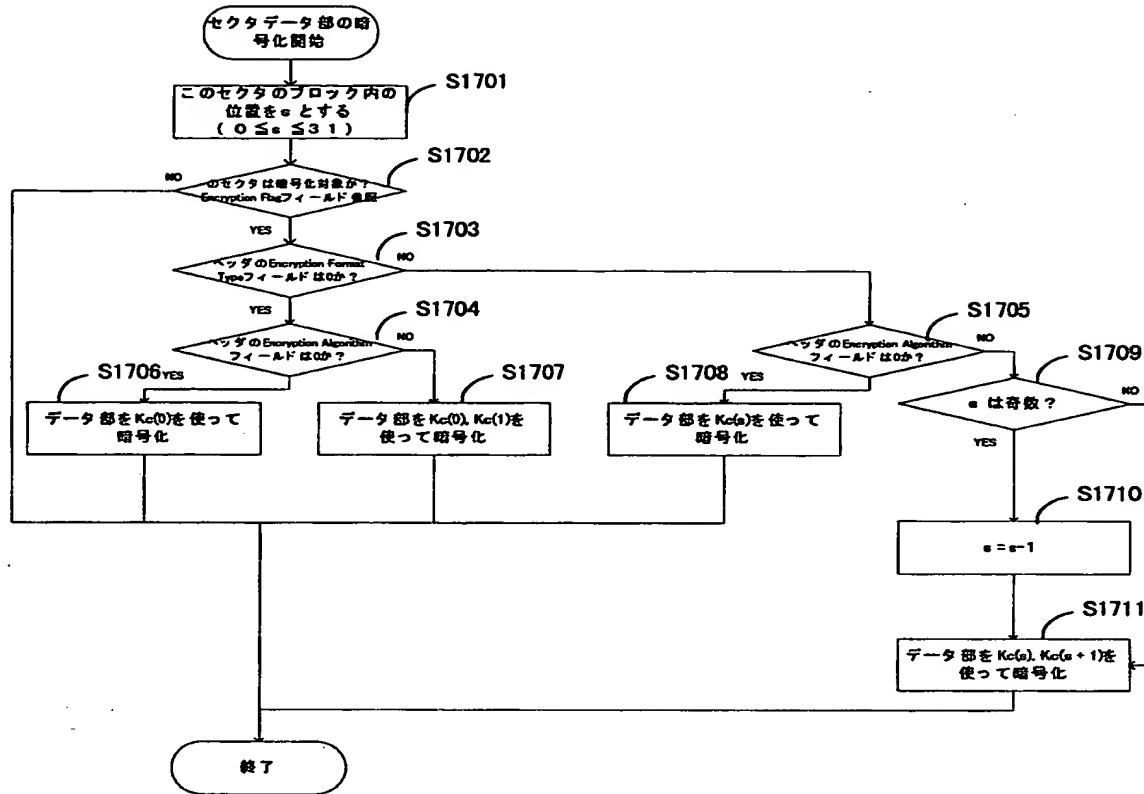 セクタデータ部の暗
号化開始
S1701
このセクタのブロック内の
位置をsとする
( 0 ≦s ≦3 1 )
S1702
NO
のセクタは暗号化対象か?
Encryption Flagフィールド
YES
S1703
NO
ヘッダのEncryption Format
Typeフィールドは0か?
YES
S1704
NO
ヘッダのEncryption Algorithm
フィールドは0か?
S1705
NO
ヘッダのEncryption Algorithm
フィールドは0か?
S1706
YES
データ部をKc(0)を使って
暗号化
S1707
データ部をKc(0),Kc(1)を
使って暗号化
S1708
YES
データ部をKc(s)を使って
暗号化
S1709
NO
s は奇数?
YES
S1710
s =s-1
S1711
データ部をKc(s),Kc(s + 1)を
使って暗号化
終了